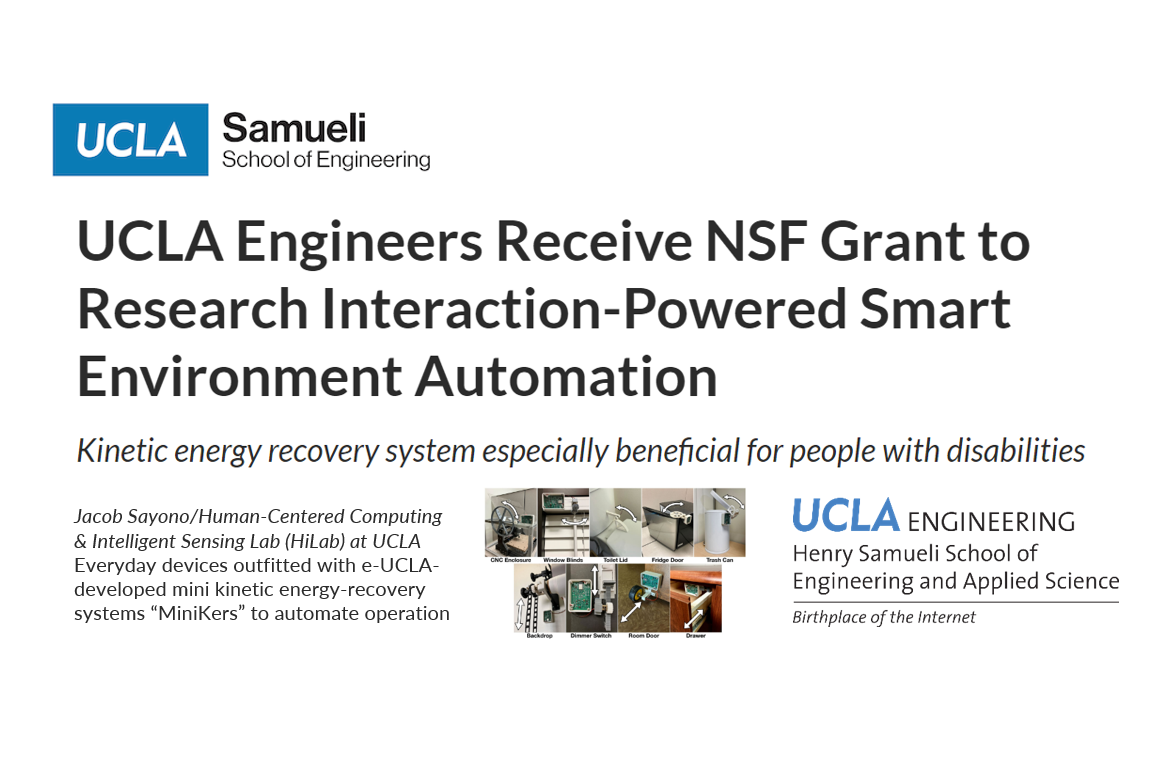 UCLA
Samueli
School of Engineering
UCLA Engineers Receive NSF Grant to
Research Interaction-Powered Smart
Environment Automation
Kinetic energy recovery system especially beneficial for people with disabilities
Jacob Sayono/Human-Centered Computing
& Intelligent Sensing Lab (HiLab) at UCLA
Everyday devices outfitted with e-UCLA-
developed mini kinetic energy-recovery
systems “MiniKers” to automate operation
CNC Enclosure Window Blinds Toilet Lid Fridge Door Trash Can
Backdrop Dimmer Switch Room Door Drawer
UCLA ENGINEERING
Henry Samueli School of
Engineering and Applied Science
Birthplace of the Internet